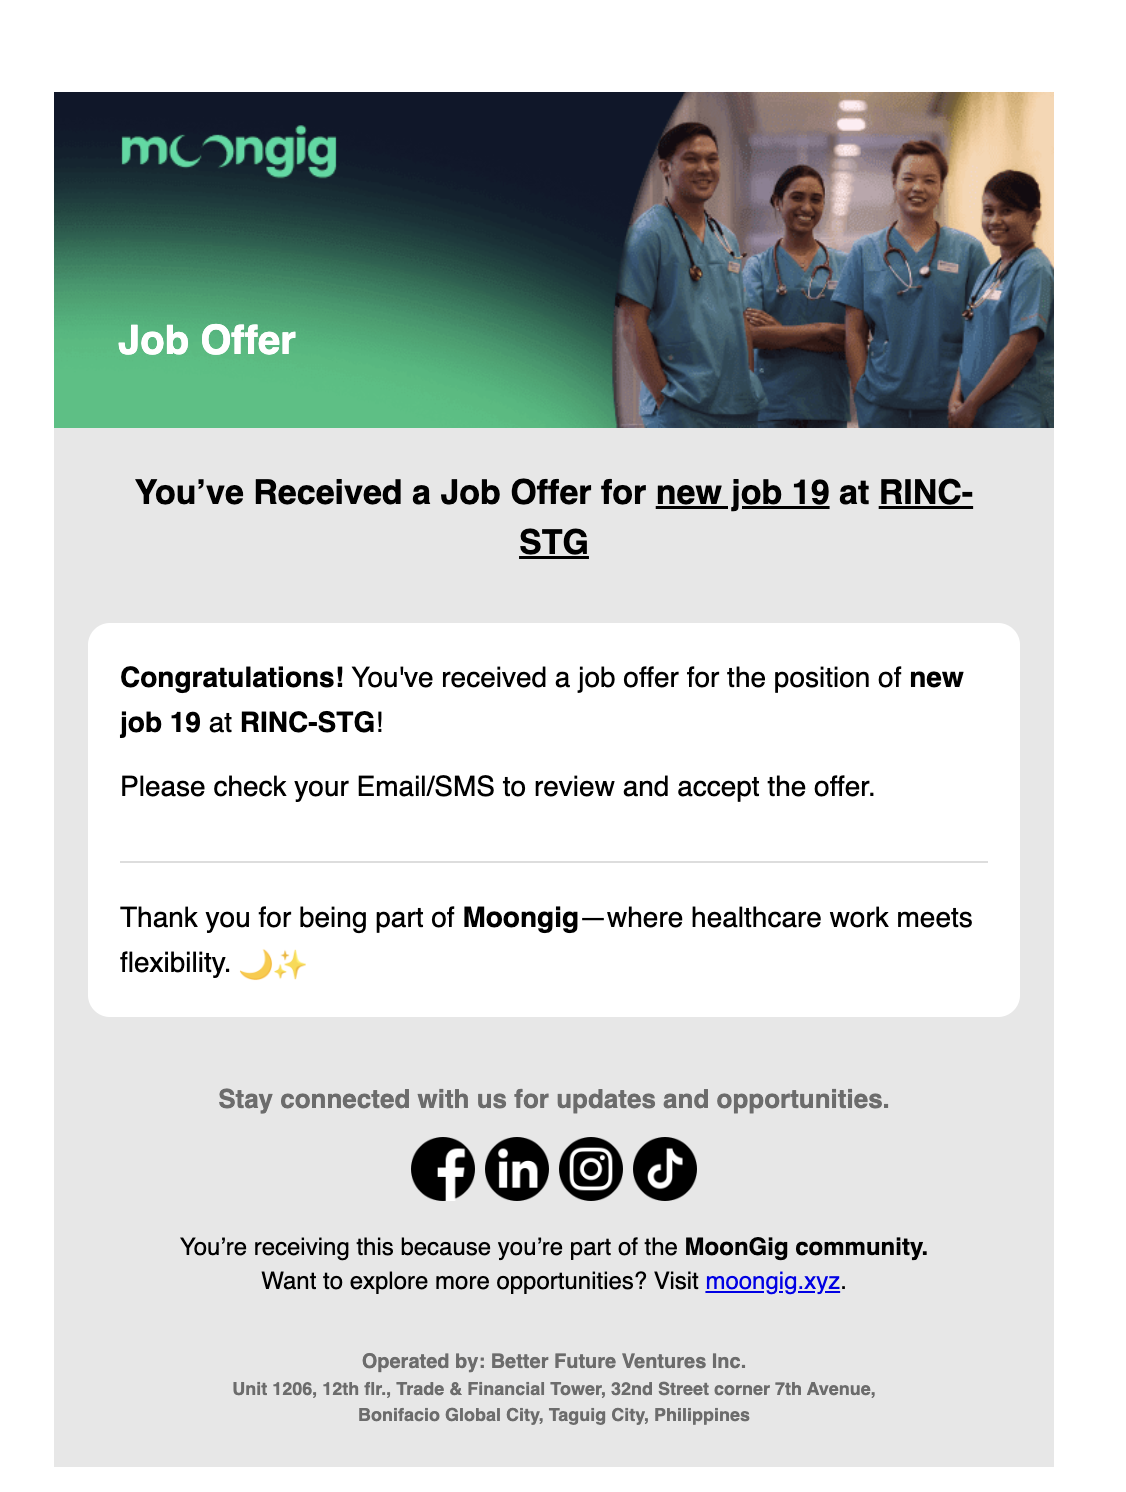 moongig
Job Offer
You’ve Received a Job Offer for new job 19 at RINC-
STG
Congratulations! You've received a job offer for the position of new
job 19 at RINC-STG!
Please check your Email/SMS to review and accept the offer.
Thank you for being part of Moongig—where healthcare work meets
flexibility. 🌙✨
Stay connected with us for updates and opportunities.
You’re receiving this because you’re part of the MoonGig community.
Want to explore more opportunities? Visit moongig.xyz.
Operated by: Better Future Ventures Inc.
Unit 1206, 12th flr., Trade & Financial Tower, 32nd Street corner 7th Avenue,
Bonifacio Global City, Taguig City, Philippines